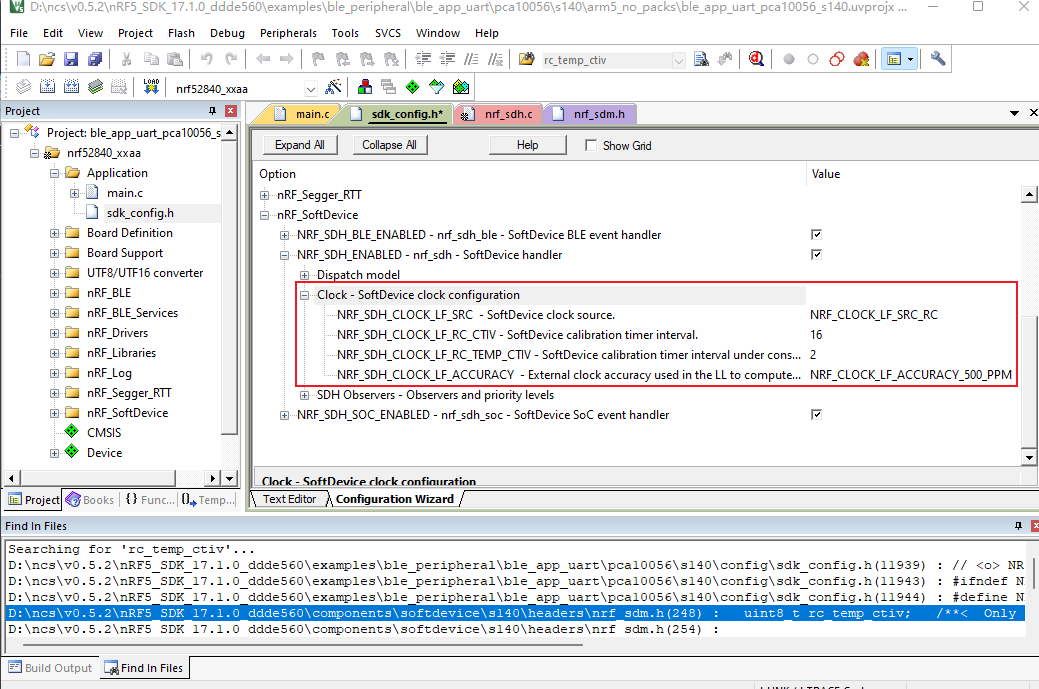 D:\ncs\v0.5.2\nRF5_SDK_17.1.0_ddde560\examples\ble_peripheral\ble_app_uart\pca10056\s140\arm5_no_packs\ble_app_uart_pca10056_s140.uvprojx ...
File Edit View Project Flash Debug Peripherals Tools SVCS Window Help
rc_temp_ctiv
LOAD
nrf52840_xxaa
Project
main.c sdk_config.h* nrf_sdh.c nrf_sdm.h
Project: ble_app_uart_pca10056_s
nrf52840_xxaa
Application
main.c
sdk_config.h
Board Definition
Board Support
UTF8/UTF16 converter
nRF_BLE
nRF_BLE_Services
nRF_Drivers
nRF_Libraries
nRF_Log
nRF_Segger_RTT
nRF_SoftDevice
CMSIS
Device
Project Books {} Func... Temp...
Expand All Collapse All Help Show Grid
Option Value
nRF_Segger_RTT
nRF_SoftDevice
NRF_SDH_BLE_ENABLED - nrf_sdh_ble - SoftDevice BLE event handler
NRF_SDH_ENABLED - nrf_sdh - SoftDevice handler
Dispatch model
Clock - SoftDevice clock configuration
NRF_SDH_CLOCK_LF_SRC - SoftDevice clock source. NRF_CLOCK_LF_SRC_RC
NRF_SDH_CLOCK_LF_RC_CTIV - SoftDevice calibration timer interval. 16
NRF_SDH_CLOCK_LF_RC_TEMP_CTIV - SoftDevice calibration timer interval under cons... 2
NRF_SDH_CLOCK_LF_ACCURACY - External clock accuracy used in the LL to compute... NRF_CLOCK_LF_ACCURACY_500_PPM
SDH Observers - Observers and priority levels
NRF_SDH_SOC_ENABLED - nrf_sdh_soc - SoftDevice SoC event handler
Clock - SoftDevice clock configuration
Text Editor Configuration Wizard
Find In Files
Searching for 'rc_temp_ctiv'...
D:\ncs\v0.5.2\nRF5_SDK_17.1.0_ddde560\examples\ble_peripheral\ble_app_uart\pca10056\s140\config\sdk_config.h(11939) : // <o> NR
D:\ncs\v0.5.2\nRF5_SDK_17.1.0_ddde560\examples\ble_peripheral\ble_app_uart\pca10056\s140\config\sdk_config.h(11943) : #ifndef N
D:\ncs\v0.5.2\nRF5_SDK_17.1.0_ddde560\examples\ble_peripheral\ble_app_uart\pca10056\s140\config\sdk_config.h(11944) : #define N
D:\ncs\v0.5.2\nRF5_SDK_17.1.0_ddde560\components\softdevice\s140\headers\nrf_sdm.h(248) : uint8_t rc_temp_ctiv; /**< Only
D:\ncs\v0.5.2\nRF5_SDK_17.1.0_ddde560\components\softdevice\s140\headers\nrf_sdm.h(254) :
Build Output Find In Files